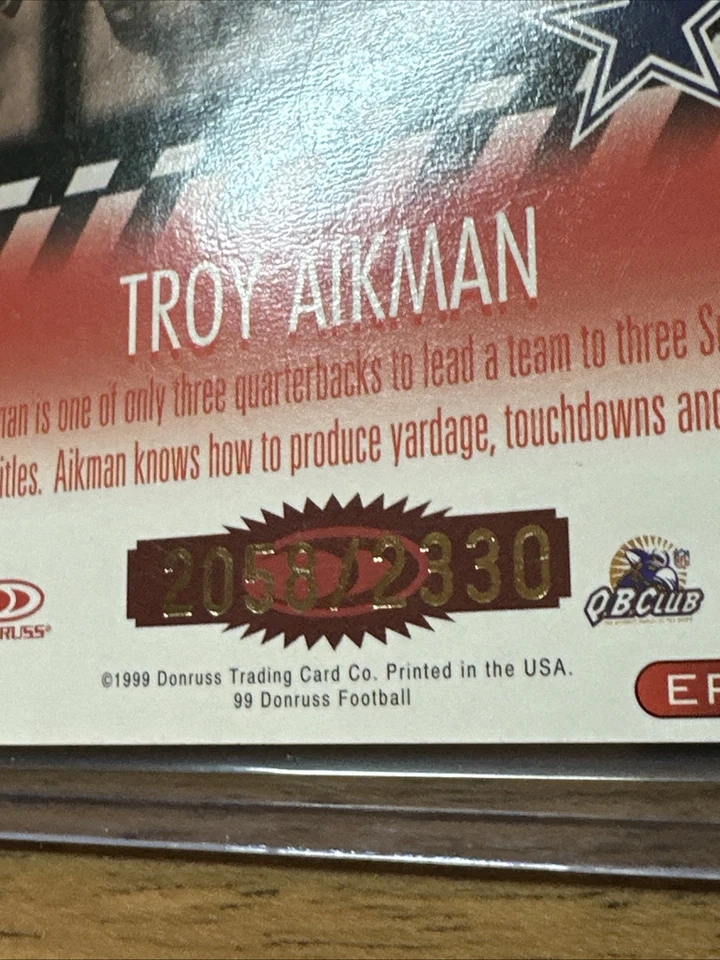 TROY AIKMAN
man is one of only three quarterbacks to lead a team to three S
itles. Aikman knows how to produce yardage, touchdowns and
2058/2330
RUSS®
NFL
Q.B.CLUB
©1999 Donruss Trading Card Co. Printed in the USA.
99 Donruss Football
EF